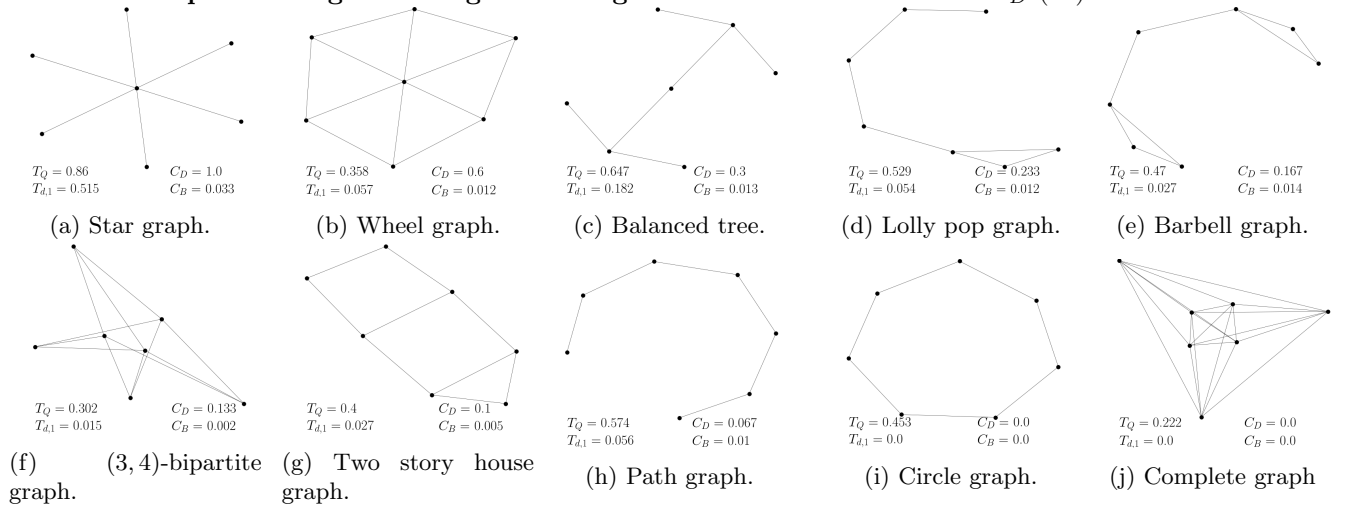 T_Q = 0.86 C_D = 1.0
T_{d,1} = 0.515 C_B = 0.033
(a) Star graph.
T_Q = 0.358 C_D = 0.6
T_{d,1} = 0.057 C_B = 0.012
(b) Wheel graph.
T_Q = 0.647 C_D = 0.3
T_{d,1} = 0.182 C_B = 0.013
(c) Balanced tree.
T_Q = 0.529 C_D = 0.233
T_{d,1} = 0.054 C_B = 0.012
(d) Lolly pop graph.
T_Q = 0.47 C_D = 0.167
T_{d,1} = 0.027 C_B = 0.014
(e) Barbell graph.
T_Q = 0.302 C_D = 0.133
T_{d,1} = 0.015 C_B = 0.002
(f) (3, 4)-bipartite
graph.
T_Q = 0.4 C_D = 0.1
T_{d,1} = 0.027 C_B = 0.005
(g) Two story house
graph.
T_Q = 0.574 C_D = 0.067
T_{d,1} = 0.056 C_B = 0.01
(h) Path graph.
T_Q = 0.453 C_D = 0.0
T_{d,1} = 0.0 C_B = 0.0
(i) Circle graph.
T_Q = 0.222 C_D = 0.0
T_{d,1} = 0.0 C_B = 0.0
(j) Complete graph